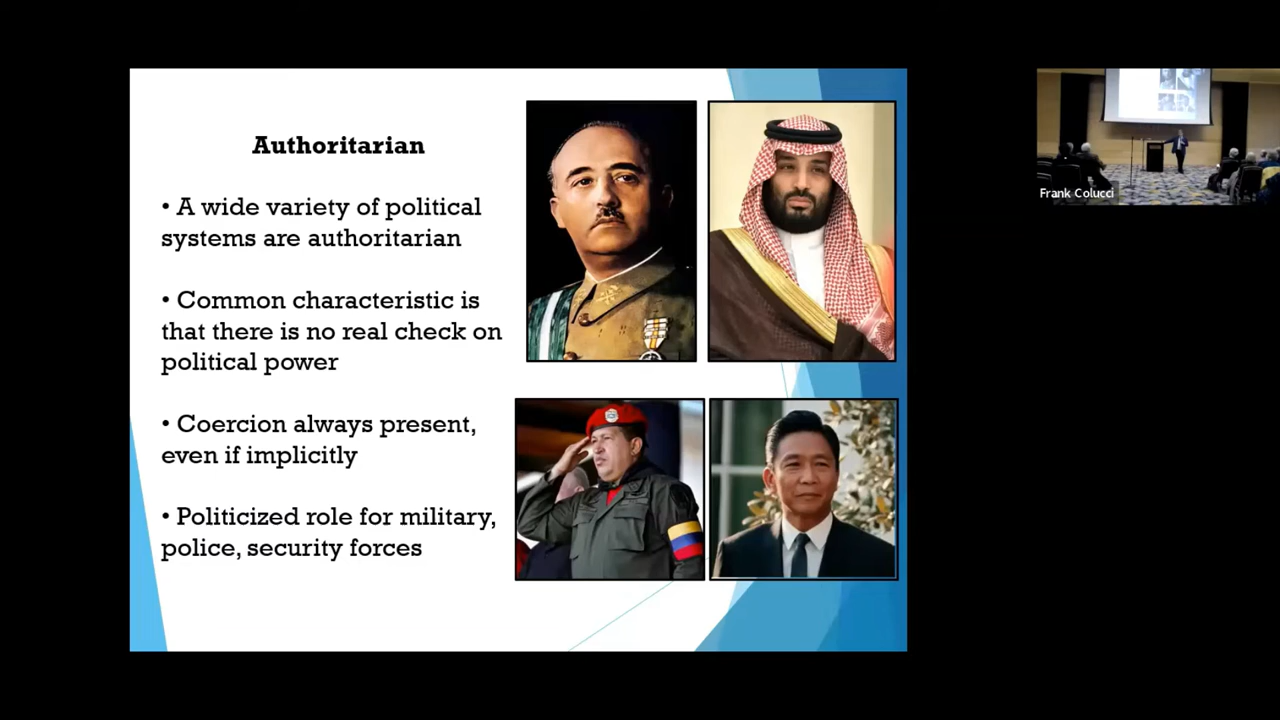 Authoritarian
• A wide variety of political
systems are authoritarian
• Common characteristic is
that there is no real check on
political power
• Coercion always present,
even if implicitly
• Politicized role for military,
police, security forces
Frank Colucci